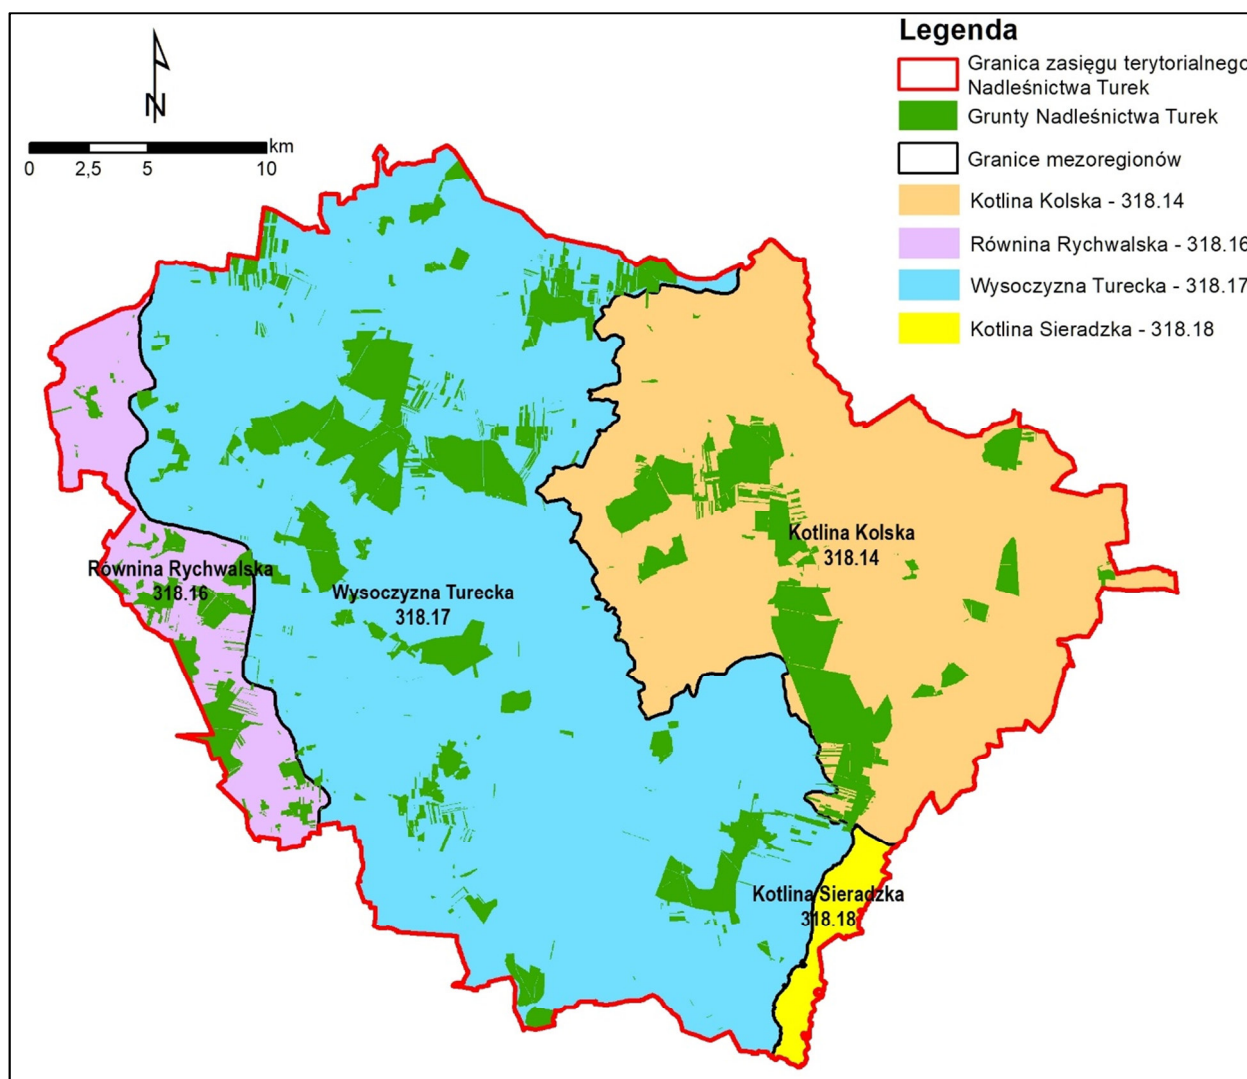 Legenda
Granica zasięgu terytorialnego
Nadleśnictwa Turek
Grunty Nadleśnictwa Turek
Granice mezoregionów
Kotlina Kolska - 318.14
Równina Rychwalska - 318.16
Wysoczyzna Turecka - 318.17
Kotlina Sieradzka - 318.18
N
km
0 2,5 5 10
Kotlina Kolska
318.14
Równina Rychwalska
318.16
Wysoczyzna Turecka
318.17
Kotlina Sieradzka
318.18